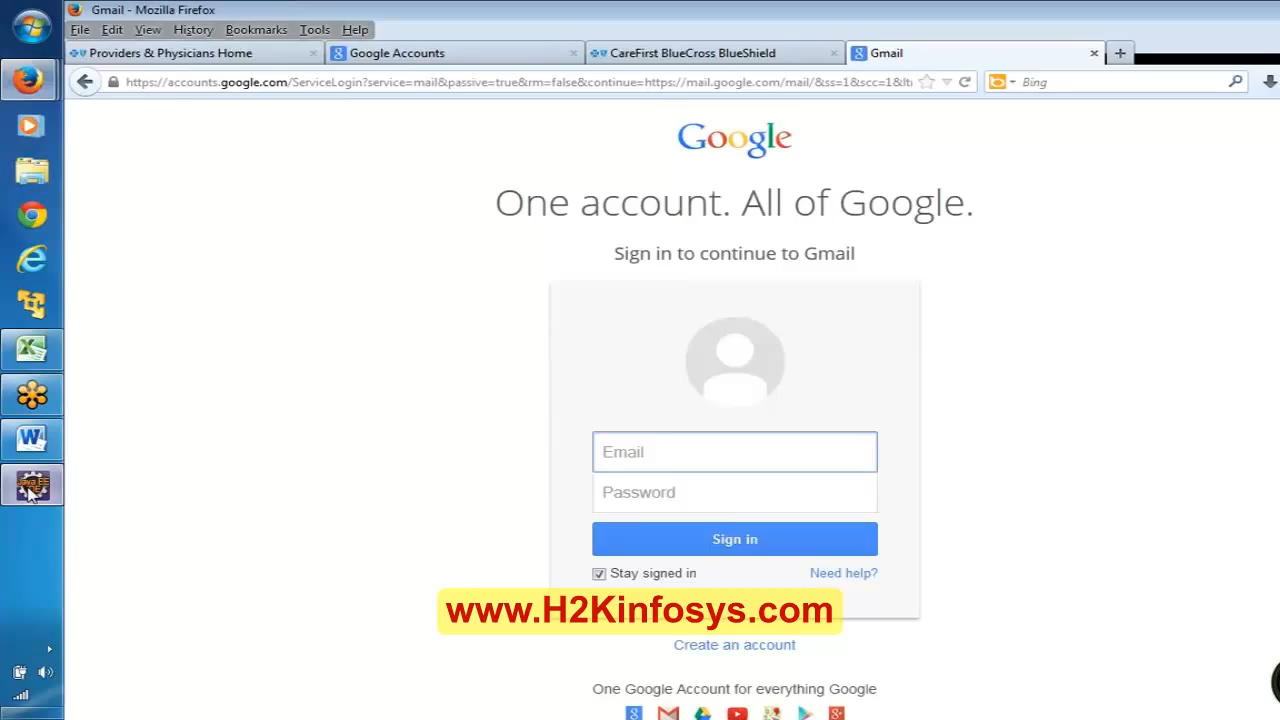 Gmail - Mozilla Firefox
File Edit View History Bookmarks Tools Help
Providers & Physicians Home
Google Accounts
CareFirst BlueCross BlueShield
Gmail
https://accounts.google.com/ServiceLogin?service=mail&passive=true&rm=false&continue=https://mail.google.com/mail/&ss=1&scc=1&lt
Bing
Google
One account. All of Google.
Sign in to continue to Gmail
Email
Password
Sign in
Stay signed in
Need help?
www.H2Kinfosys.com
Create an account
One Google Account for everything Google